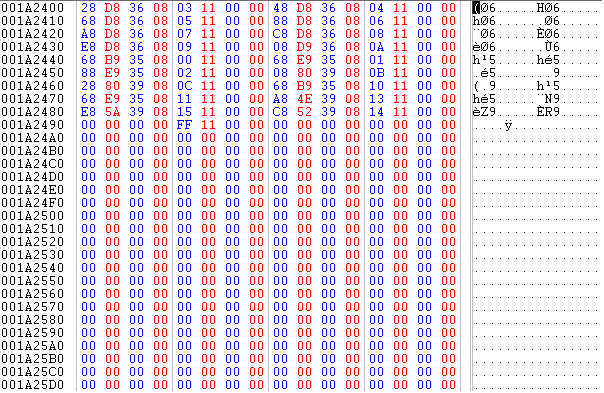 001A2400 28 D8 36 08 03 11 00 00 48 D8 36 08 04 11 00 00 (Ø6.....HØ6.....
001A2410 68 D8 36 08 05 11 00 00 88 D8 36 08 06 11 00 00 hØ6......Ø6.....
001A2420 A8 D8 36 08 07 11 00 00 C8 D8 36 08 08 11 00 00 ¨Ø6.....ÈØ6.....
001A2430 E8 D8 36 08 09 11 00 00 08 D9 36 08 0A 11 00 00 èØ6......Ù6.....
001A2440 68 B9 35 08 00 11 00 00 68 E9 35 08 01 11 00 00 h¹5.....hé5.....
001A2450 88 E9 35 08 02 11 00 00 08 80 39 08 0B 11 00 00 .é5.......9.....
001A2460 28 80 39 08 0C 11 00 00 68 B9 35 08 10 11 00 00 (.9.....h¹5.....
001A2470 68 E9 35 08 11 11 00 00 A8 4E 39 08 13 11 00 00 hé5.....¨N9.....
001A2480 E8 5A 39 08 15 11 00 00 C8 52 39 08 14 11 00 00 èZ9.....ÈR9.....
001A2490 00 00 00 00 FF 11 00 00 00 00 00 00 00 00 00 00 ....ÿ...........
001A24A0 00 00 00 00 00 00 00 00 00 00 00 00 00 00 00 00 ................
001A24B0 00 00 00 00 00 00 00 00 00 00 00 00 00 00 00 00 ................
001A24C0 00 00 00 00 00 00 00 00 00 00 00 00 00 00 00 00 ................
001A24D0 00 00 00 00 00 00 00 00 00 00 00 00 00 00 00 00 ................
001A24E0 00 00 00 00 00 00 00 00 00 00 00 00 00 00 00 00 ................
001A24F0 00 00 00 00 00 00 00 00 00 00 00 00 00 00 00 00 ................
001A2500 00 00 00 00 00 00 00 00 00 00 00 00 00 00 00 00 ................
001A2510 00 00 00 00 00 00 00 00 00 00 00 00 00 00 00 00 ................
001A2520 00 00 00 00 00 00 00 00 00 00 00 00 00 00 00 00 ................
001A2530 00 00 00 00 00 00 00 00 00 00 00 00 00 00 00 00 ................
001A2540 00 00 00 00 00 00 00 00 00 00 00 00 00 00 00 00 ................
001A2550 00 00 00 00 00 00 00 00 00 00 00 00 00 00 00 00 ................
001A2560 00 00 00 00 00 00 00 00 00 00 00 00 00 00 00 00 ................
001A2570 00 00 00 00 00 00 00 00 00 00 00 00 00 00 00 00 ................
001A2580 00 00 00 00 00 00 00 00 00 00 00 00 00 00 00 00 ................
001A2590 00 00 00 00 00 00 00 00 00 00 00 00 00 00 00 00 ................
001A25A0 00 00 00 00 00 00 00 00 00 00 00 00 00 00 00 00 ................
001A25B0 00 00 00 00 00 00 00 00 00 00 00 00 00 00 00 00 ................
001A25C0 00 00 00 00 00 00 00 00 00 00 00 00 00 00 00 00 ................
001A25D0 00 00 00 00 00 00 00 00 00 00 00 00 00 00 00 00 ................